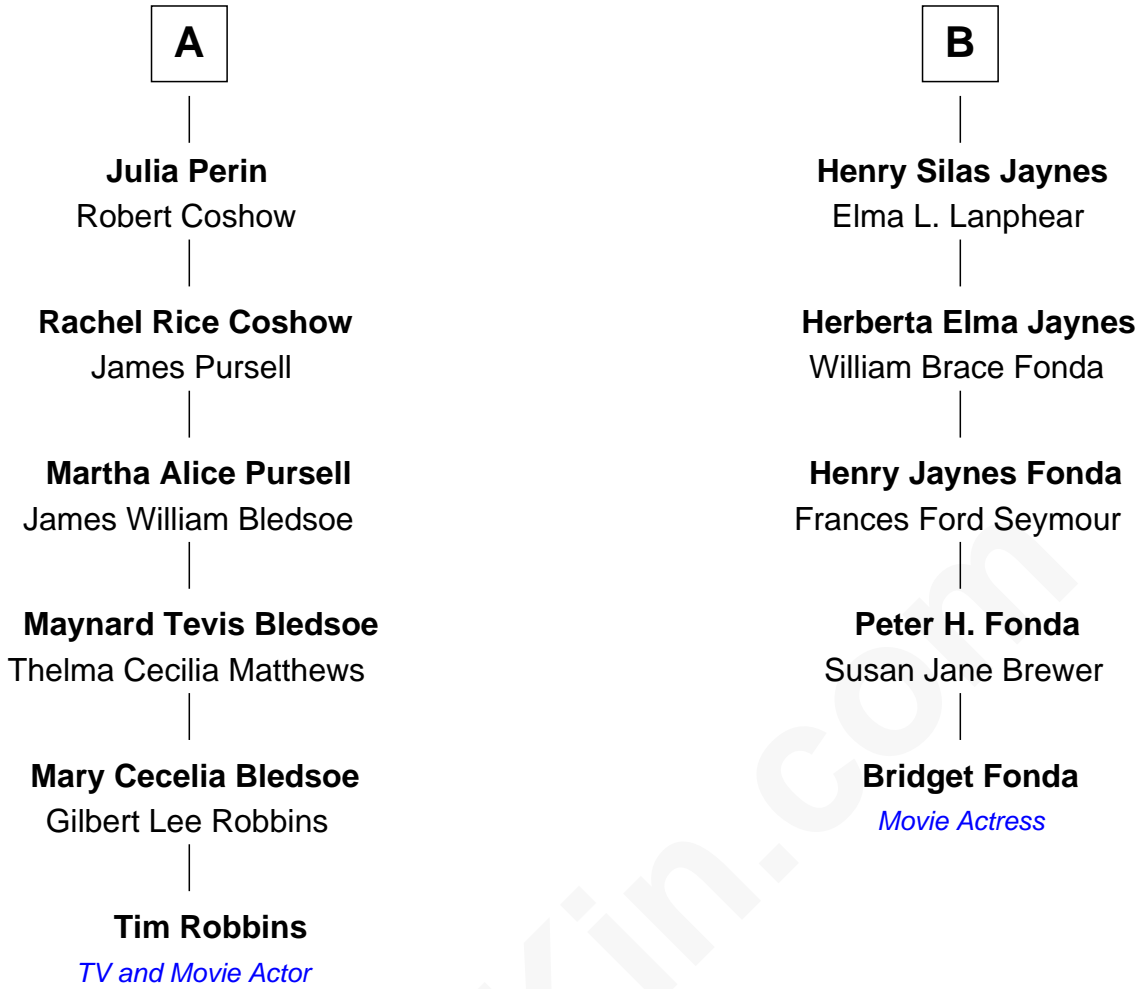 A
Julia Perin
Robert Coshow
Rachel Rice Coshow
James Pursell
Martha Alice Pursell
James William Bledsoe
Maynard Tevis Bledsoe
Thelma Cecilia Matthews
Mary Cecelia Bledsoe
Gilbert Lee Robbins
Tim Robbins
TV and Movie Actor
B
Henry Silas Jaynes
Elma L. Lanphear
Herberta Elma Jaynes
William Brace Fonda
Henry Jaynes Fonda
Frances Ford Seymour
Peter H. Fonda
Susan Jane Brewer
Bridget Fonda
Movie Actress
Kin.com